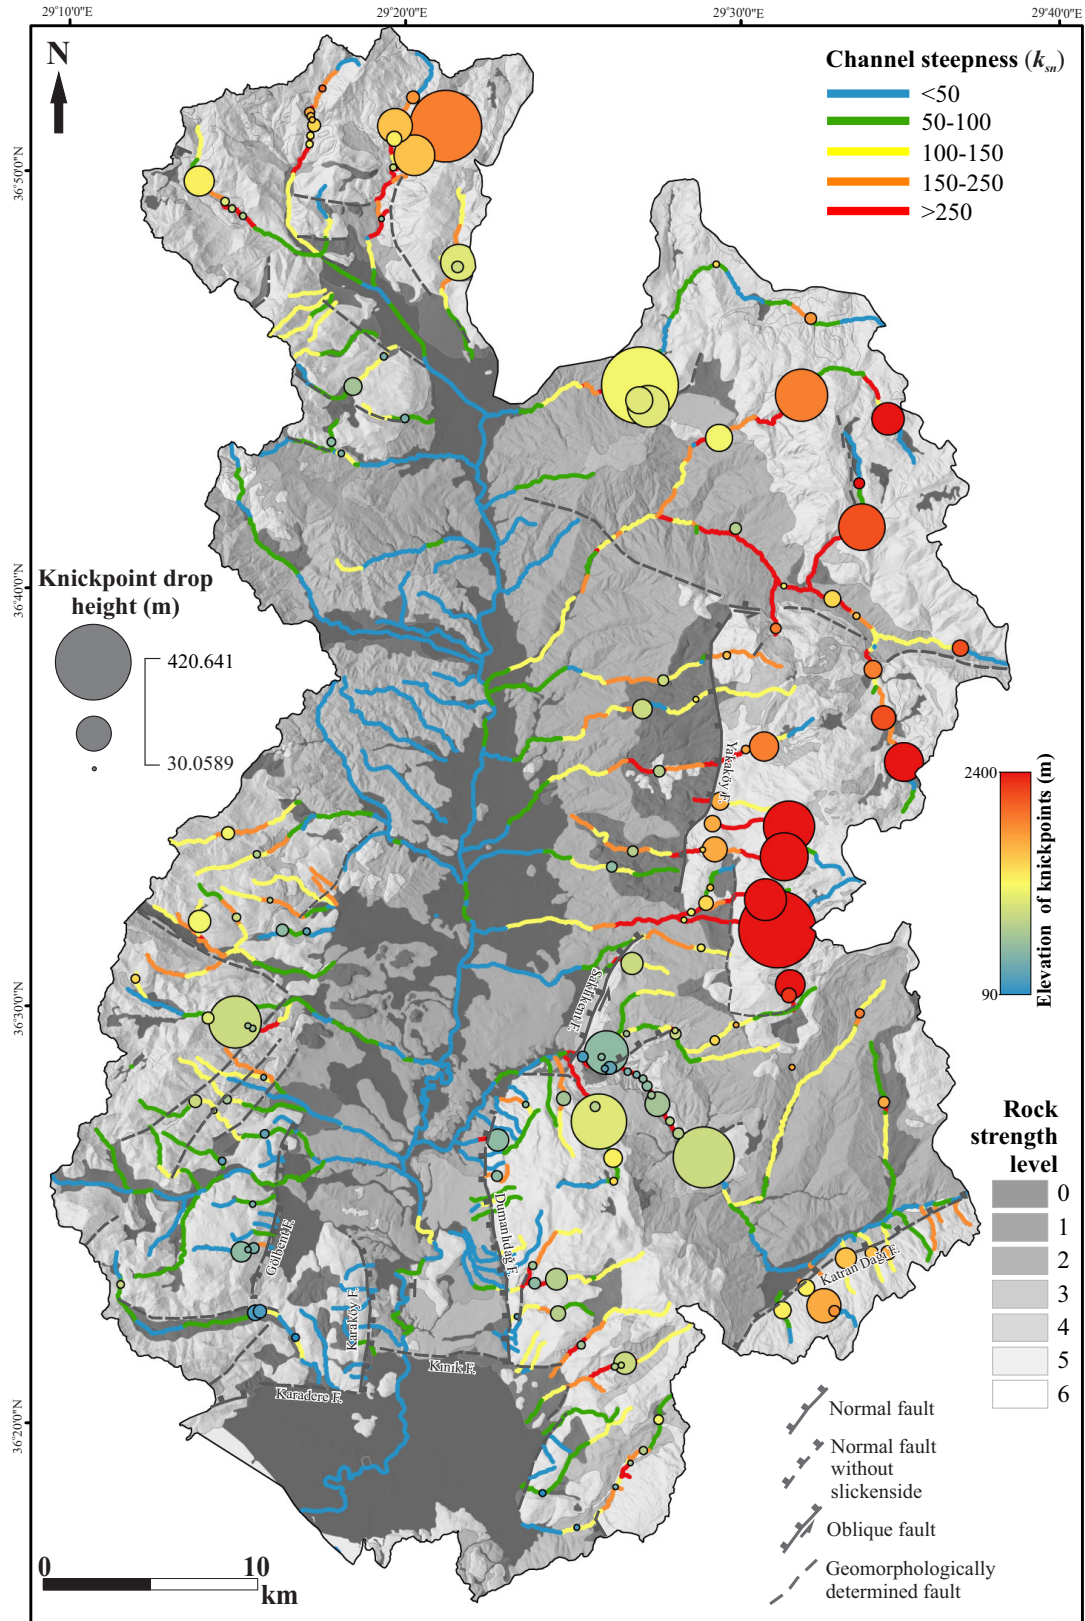 29°10'0"E
29°20'0"E
29°30'0"E
29°40'0"E
N
Channel steepness (ksn)
<50
50-100
100-150
150-250
>250
36°50'0"N
36°40'0"N
36°30'0"N
36°20'0"N
Knickpoint drop
height (m)
420.641
30.0589
Yakaköy F.
2400
90
Elevation of knickpoints (m)
Saklıkent F.
Dumanlıdağ F.
Gölbent F.
Karaköy F.
Kınık F.
Karadere F.
Katran Dağı F.
Rock
strength
level
0
1
2
3
4
5
6
Normal fault
Normal fault
without
slickenside
Oblique fault
Geomorphologically
determined fault
0
10
km